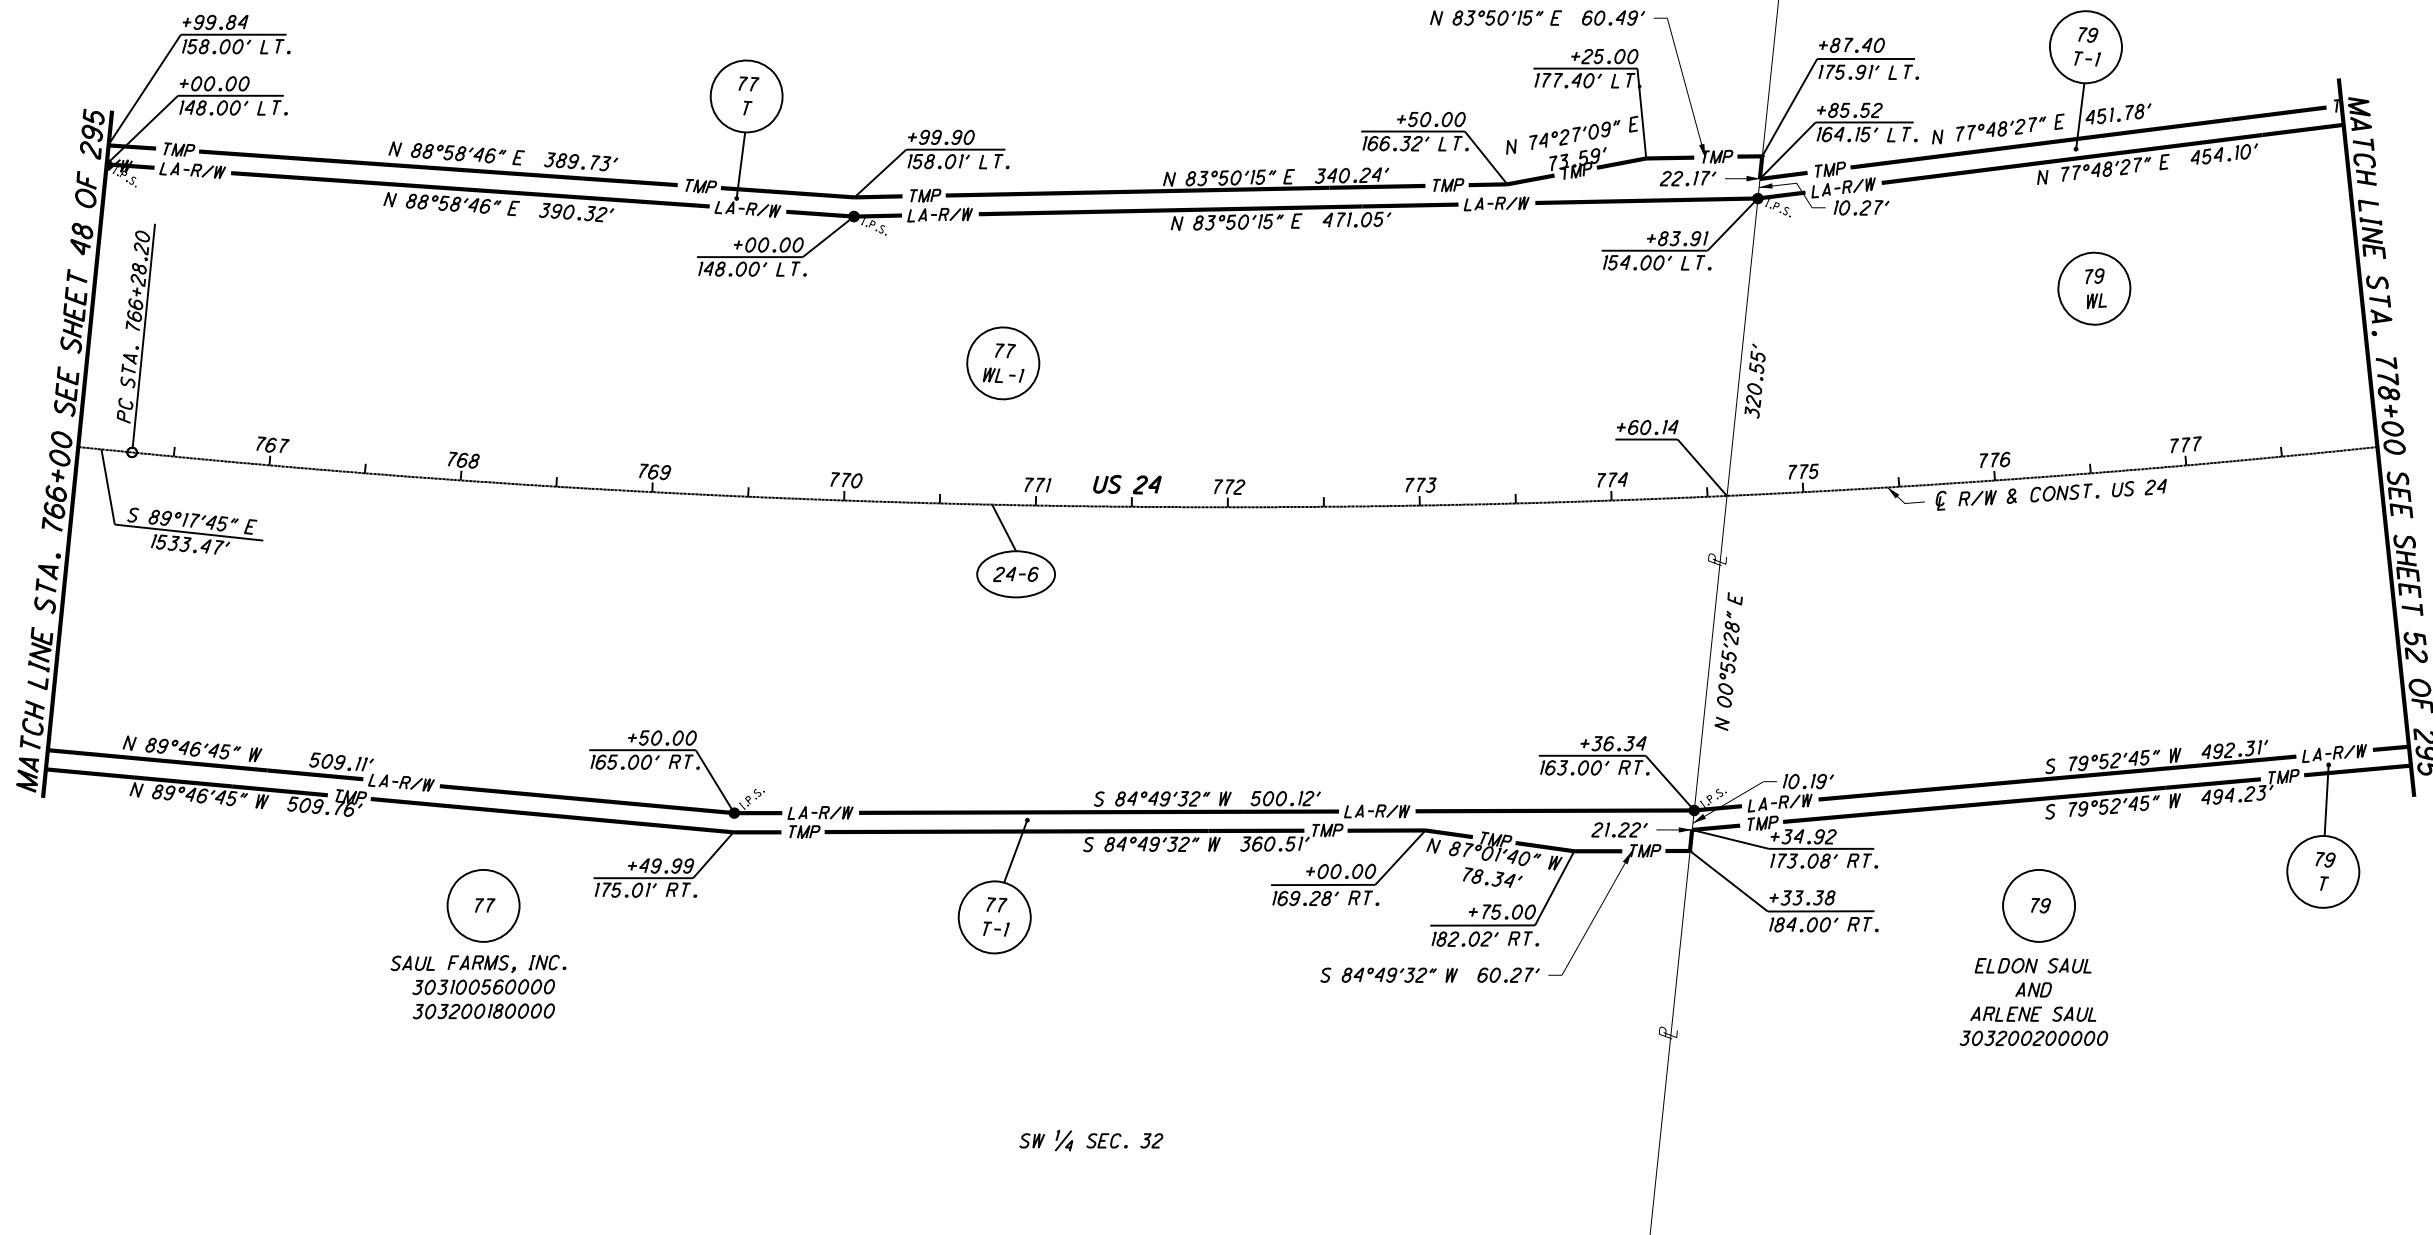 +99.84
158.00' LT.
+00.00
148.00' LT.
77
T
N 83°50'15" E 60.49'
+25.00
177.40' LT.
+87.40
175.91' LT.
79
T-1
+85.52
164.15' LT.
+50.00
166.32' LT.
N 74°27'09" E
73.59'
TMP
+99.90
158.01' LT.
TMP
N 88°58'46" E 389.73'
TMP
TMP
N 83°50'15" E 340.24'
TMP
TMP
22.17'
TMP
N 77°48'27" E 451.78'
I.P.S.
LA-R/W
N 88°58'46" E 390.32'
LA-R/W
I.P.S.
LA-R/W
N 83°50'15" E 471.05'
LA-R/W
I.P.S.
LA-R/W
N 77°48'27" E 454.10'
10.27'
+00.00
148.00' LT.
+83.91
154.00' LT.
MATCH LINE STA. 766+00 SEE SHEET 48 OF 295
PC STA. 766+28.20
77
WL-1
79
WL
320.55'
MATCH LINE STA. 778+00 SEE SHEET 52 OF 295
767
768
769
770
771
US 24
772
773
774
+60.14
775
776
777
℄ R/W & CONST. US 24
S 89°17'45" E
1533.47'
24-6
PL
N 00°55'28" E
N 89°46'45" W 509.11'
LA-R/W
N 89°46'45" W 509.76'
TMP
+50.00
165.00' RT.
I.P.S.
LA-R/W
S 84°49'32" W 500.12'
LA-R/W
TMP
S 84°49'32" W 360.51'
TMP
+36.34
163.00' RT.
I.P.S.
10.19'
LA-R/W
S 79°52'45" W 492.31'
LA-R/W
TMP
S 79°52'45" W 494.23'
TMP
21.22'
TMP
N 87°01'40" W
78.34'
TMP
+34.92
173.08' RT.
+33.38
184.00' RT.
+49.99
175.01' RT.
+00.00
169.28' RT.
+75.00
182.02' RT.
S 84°49'32" W 60.27'
77
T-1
79
T
77
SAUL FARMS, INC.
303100560000
303200180000
79
ELDON SAUL
AND
ARLENE SAUL
303200200000
PL
SW 1/4 SEC. 32